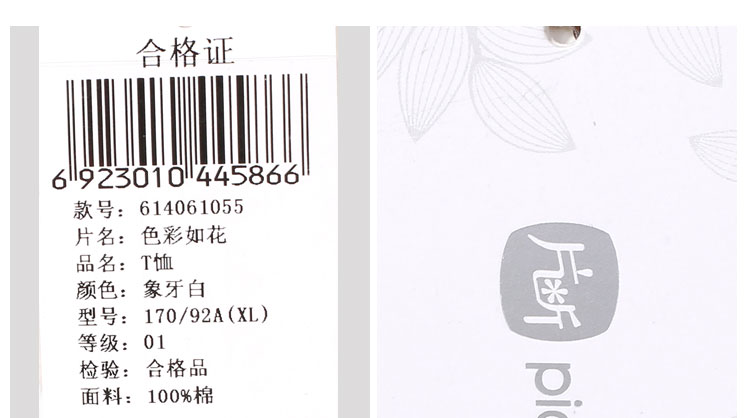 合格证
6 923010 445866
款号：614061055
片名：色彩如花
品名：T恤
颜色：象牙白
型号：170/92A(XL)
等级：01
检验：合格品
面料：100%棉
片断